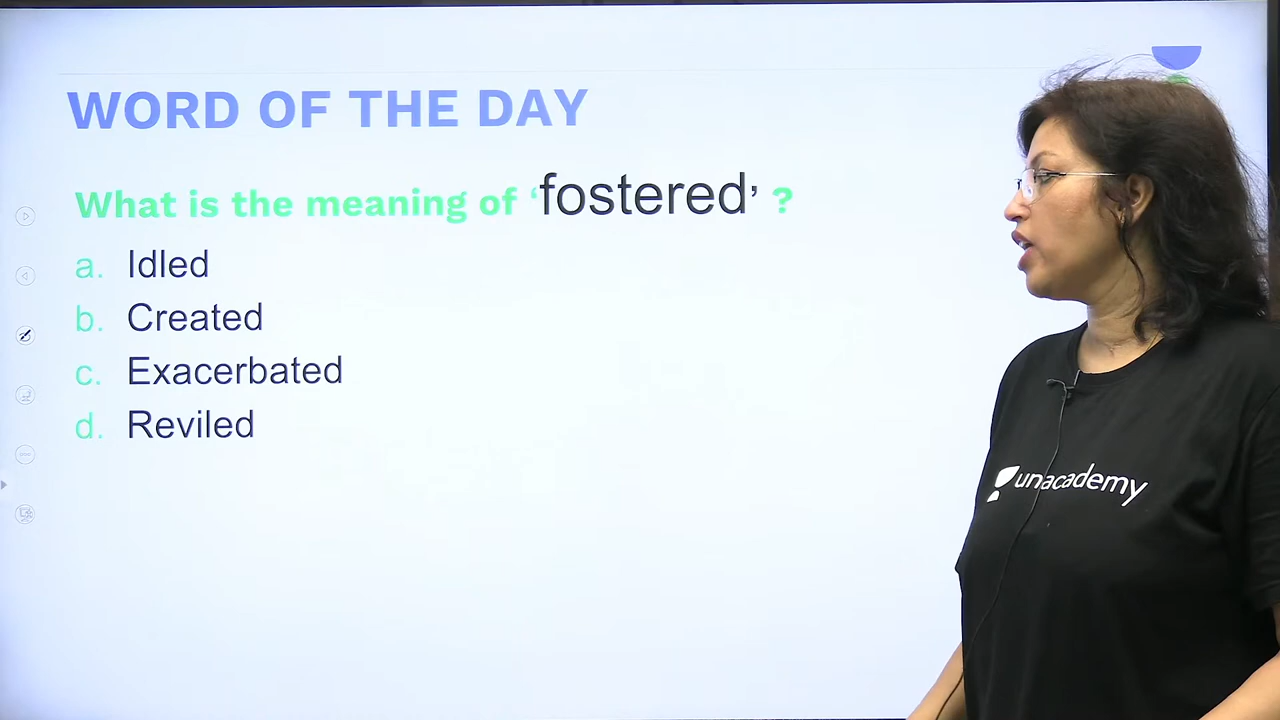 WORD OF THE DAY
What is the meaning of 'fostered' ?
a. Idled
b. Created
c. Exacerbated
d. Reviled
unacademy